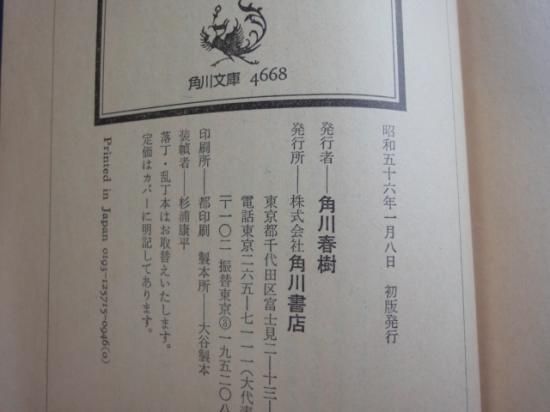 角川文庫 4668
昭和五十六年一月八日 初版発行
発行者──角川春樹
発行所──株式会社角川書店
東京都千代田区富士見二─十三─
電話東京二六五─七一一一(大代
〒一〇二 振替東京③一九五二〇八
印刷所──都印刷 製本所──大谷製本
装幀者──杉浦康平
落丁・乱丁本はお取替えいたします。
定価はカバーに明記してあります。
Printed in Japan 0193-125715-0946(0)